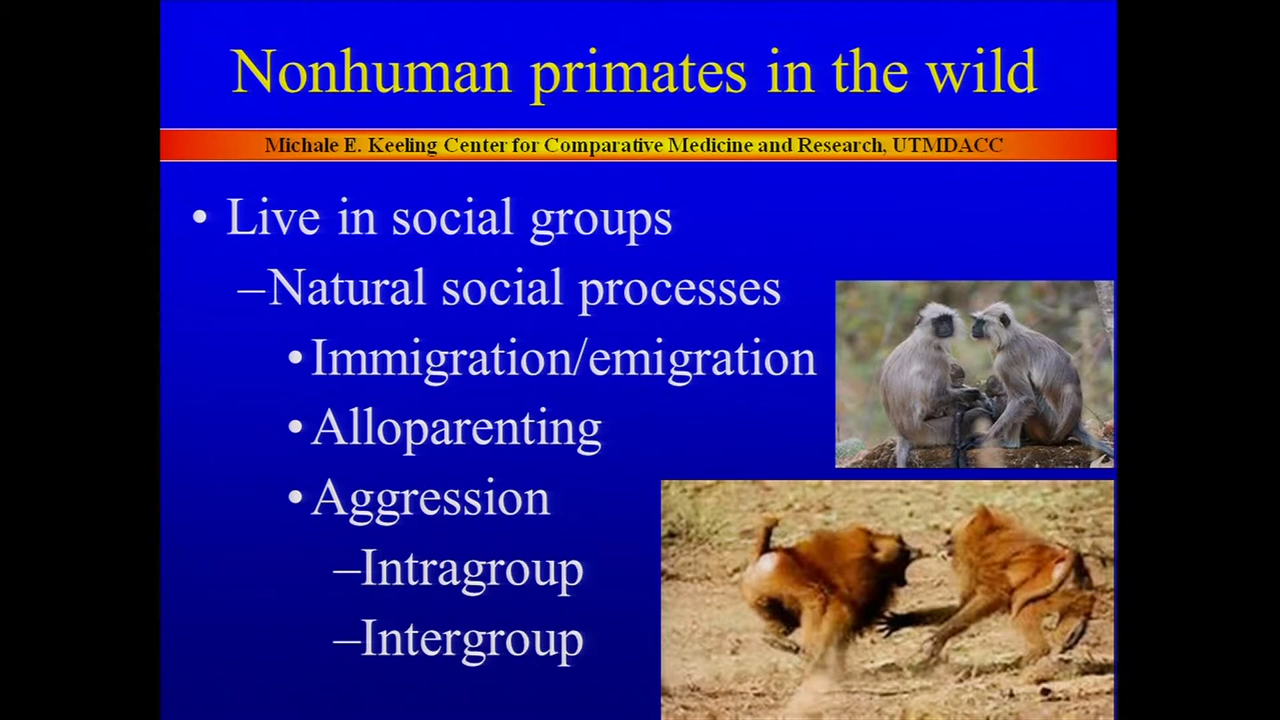 Nonhuman primates in the wild
Michale E. Keeling Center for Comparative Medicine and Research, UTMDACC
• Live in social groups
–Natural social processes
•Immigration/emigration
•Alloparenting
•Aggression
–Intragroup
–Intergroup